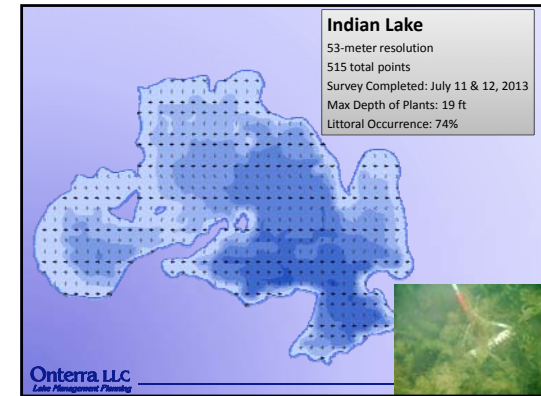 Indian Lake
53-meter resolution
515 total points
Survey Completed: July 11 & 12, 2013
Max Depth of Plants: 19 ft
Littoral Occurrence: 74%
Onterra LLC
Lake Management Planning